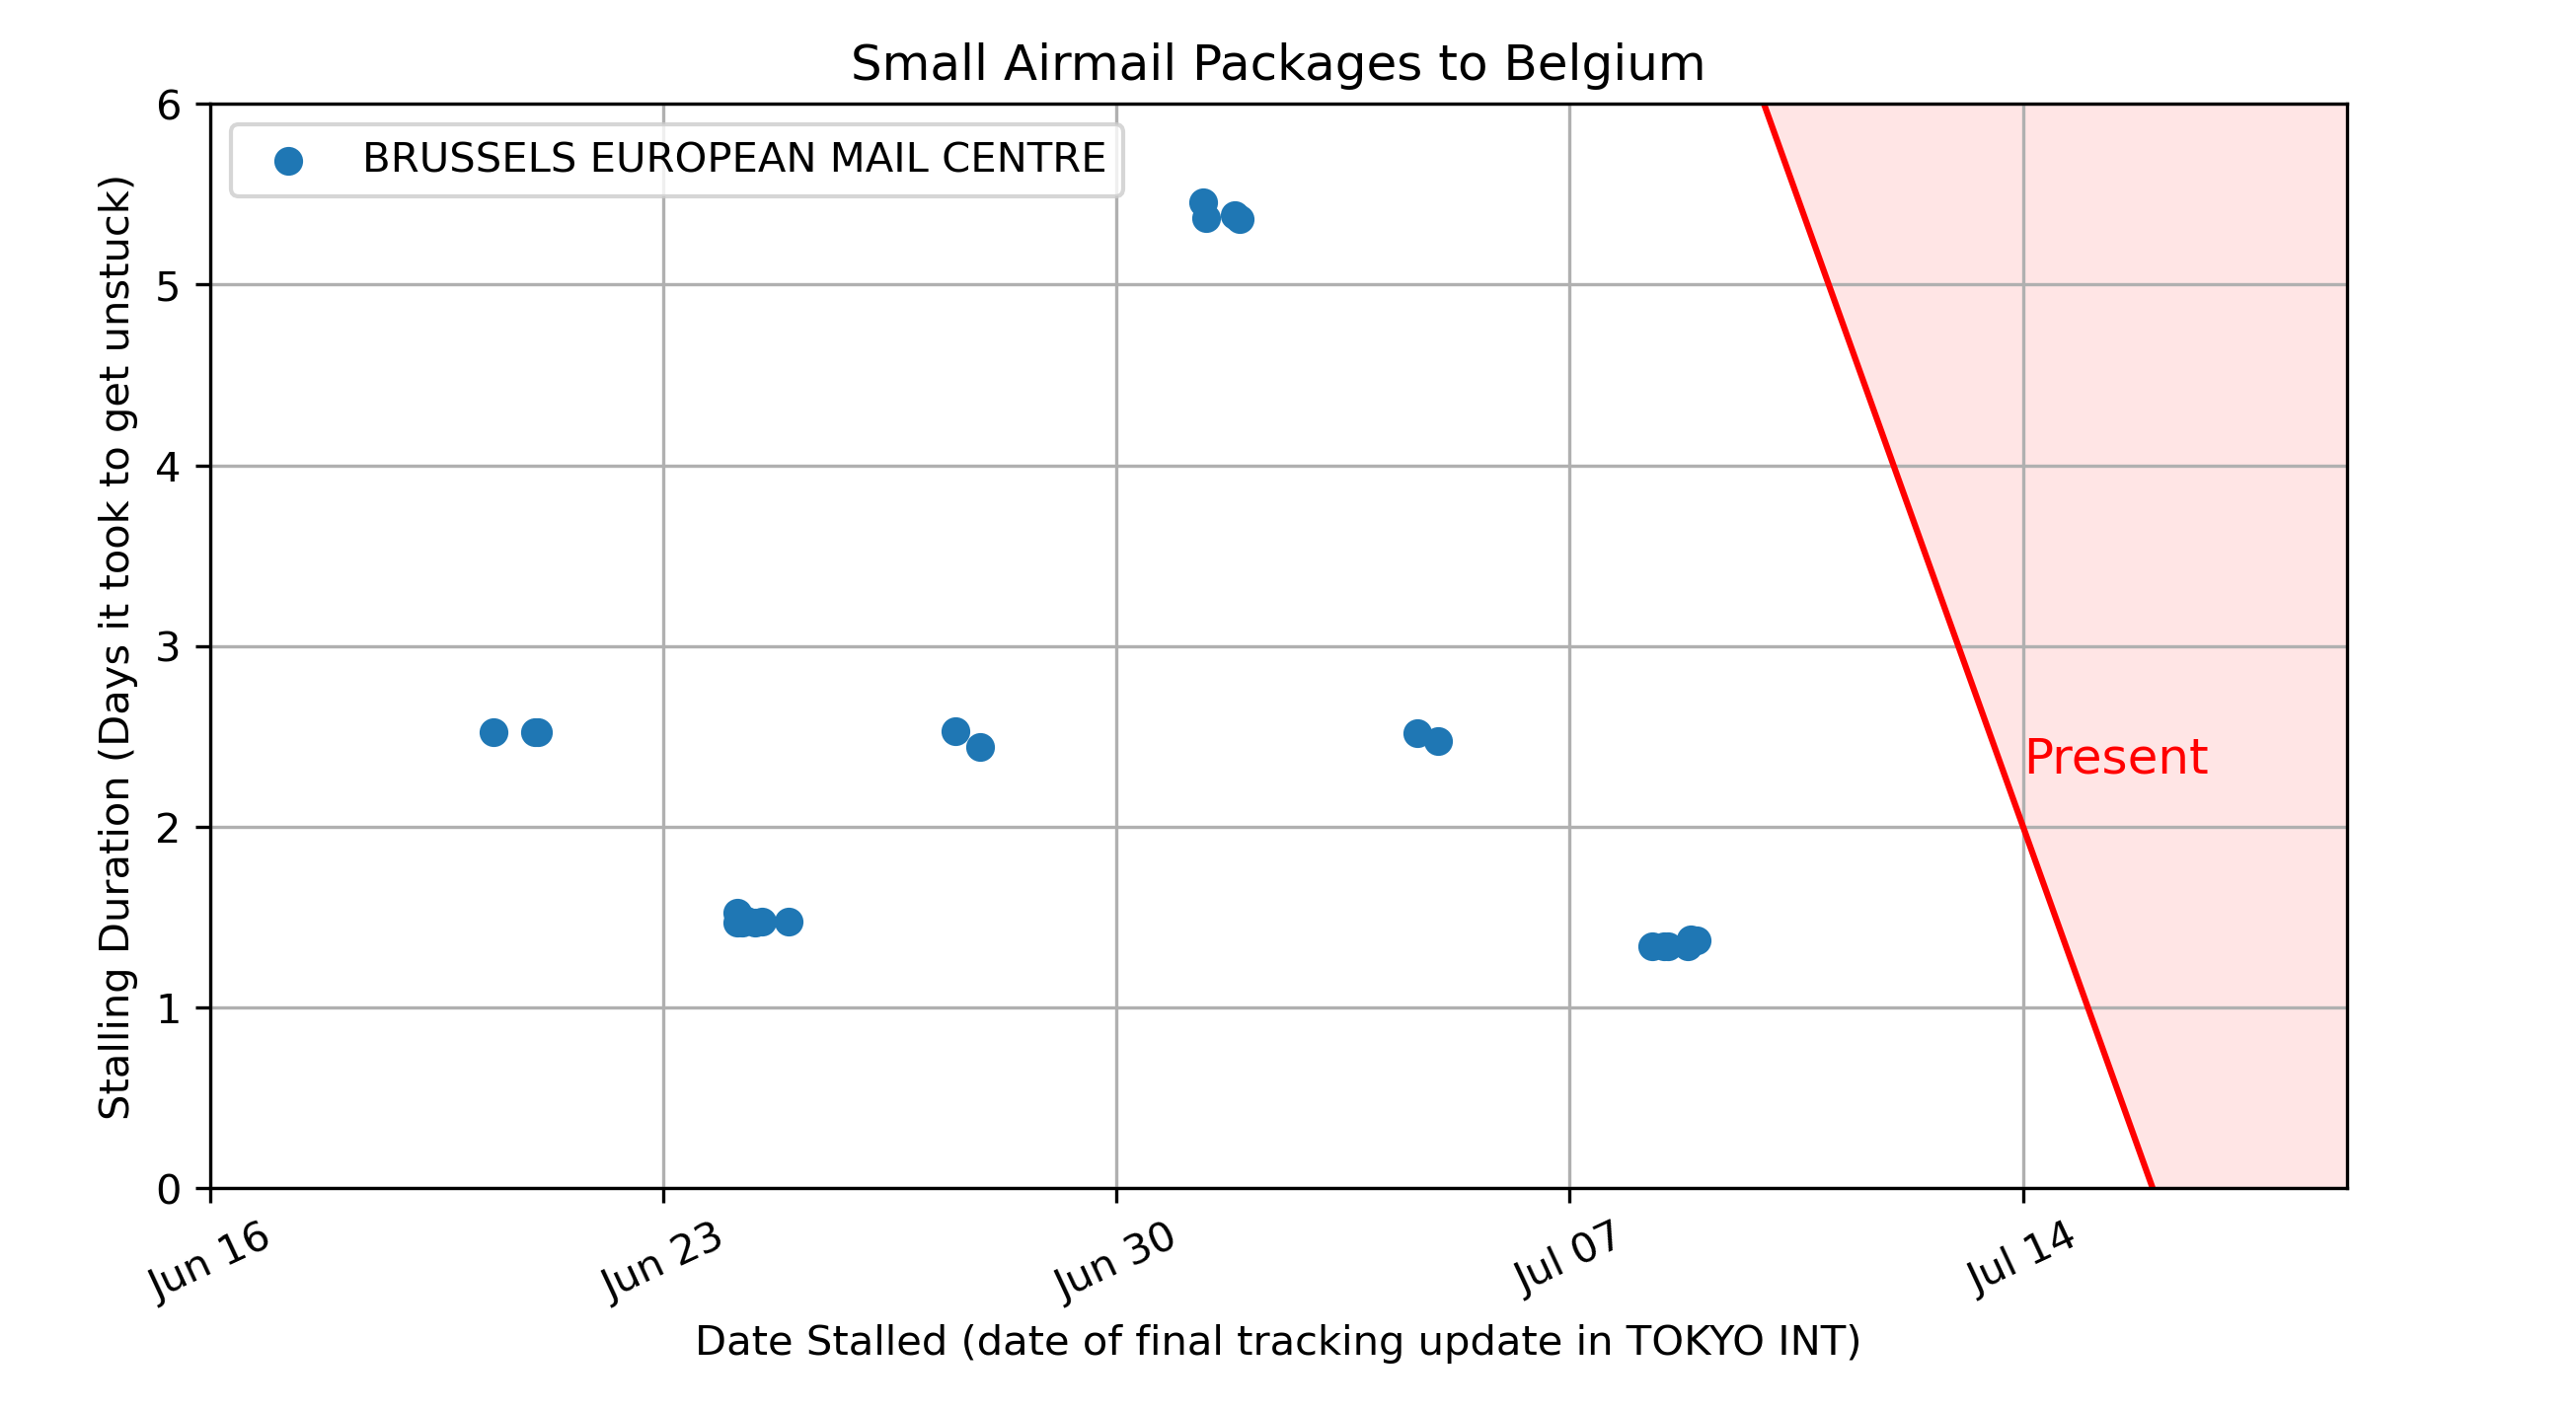 Small Airmail Packages to Belgium
BRUSSELS EUROPEAN MAIL CENTRE
Stalling Duration (Days it took to get unstuck)
6
5
4
3
2
1
0
Present
Jun 16
Jun 23
Jun 30
Jul 07
Jul 14
Date Stalled (date of final tracking update in TOKYO INT)